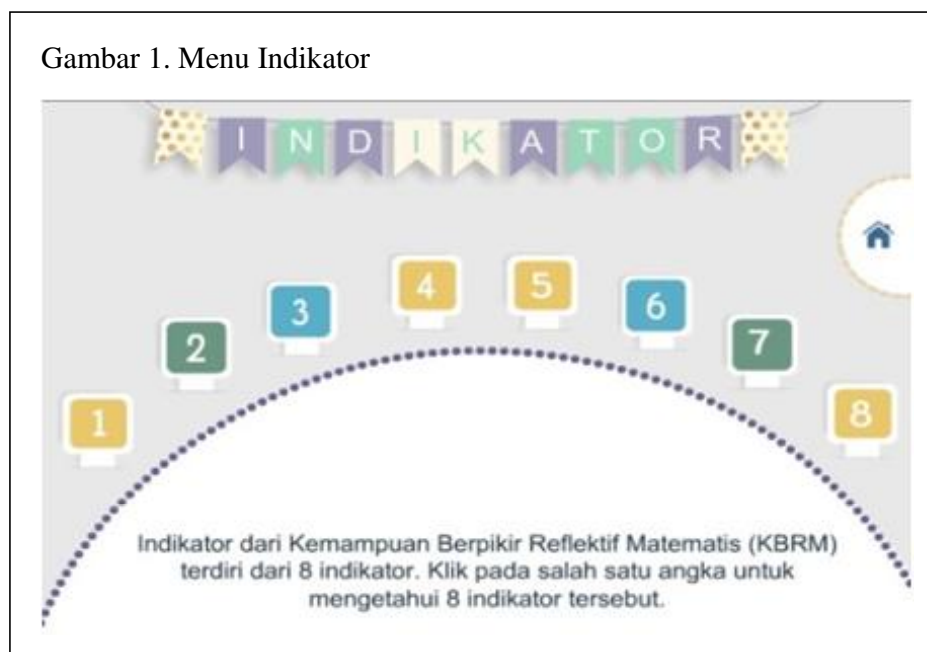 Gambar 1. Menu Indikator
INDIKATOR
4 5
3 6
2 7
1 8
Indikator dari Kemampuan Berpikir Reflektif Matematis (KBRM)
terdiri dari 8 indikator. Klik pada salah satu angka untuk
mengetahui 8 indikator tersebut.